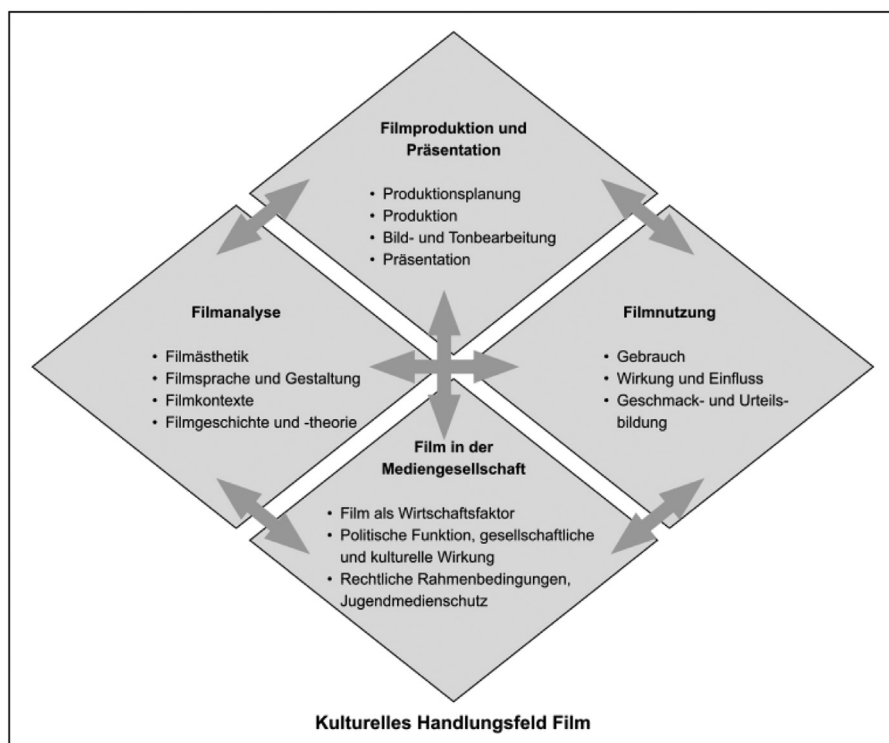 Filmproduktion und
Präsentation
• Produktionsplanung
• Produktion
• Bild- und Tonbearbeitung
• Präsentation
Filmanalyse
• Filmästhetik
• Filmsprache und Gestaltung
• Filmkontexte
• Filmgeschichte und -theorie
Filmnutzung
• Gebrauch
• Wirkung und Einfluss
• Geschmack- und Urteils-
bildung
Film in der
Mediengesellschaft
• Film als Wirtschaftsfaktor
• Politische Funktion, gesellschaftliche
und kulturelle Wirkung
• Rechtliche Rahmenbedingungen,
Jugendmedienschutz
Kulturelles Handlungsfeld Film